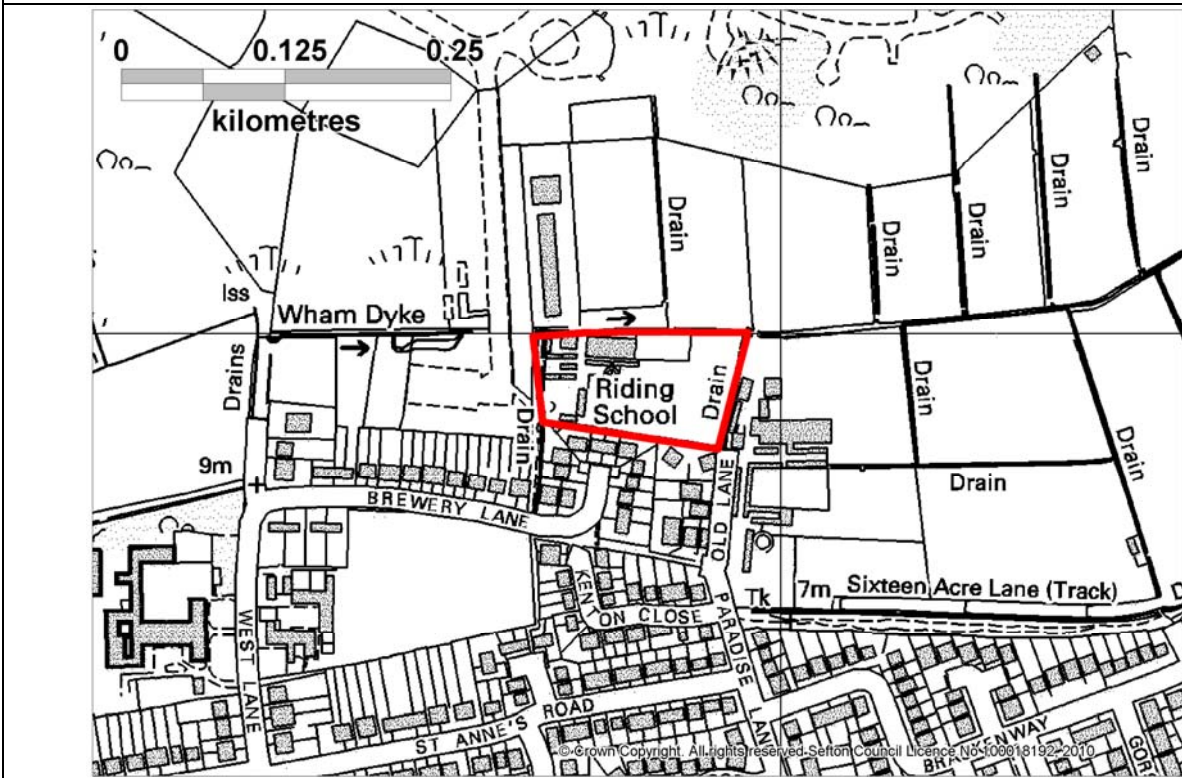 0 0.125 0.25
kilometres
Drain
Drain
Drain
Drain
Drain
Iss
Wham Dyke
Drains
Riding
School
Drain
Drain
Drain
Drain
Drain
9m
BREWERY LANE
OLD LANE
WEST LANE
KENTON CLOSE
PARADISE LANE
Tk
7m
Sixteen Acre Lane (Track)
D
ST ANNE'S ROAD
© Crown Copyright. All rights reserved Sefton Council Licence No 100018192 2010